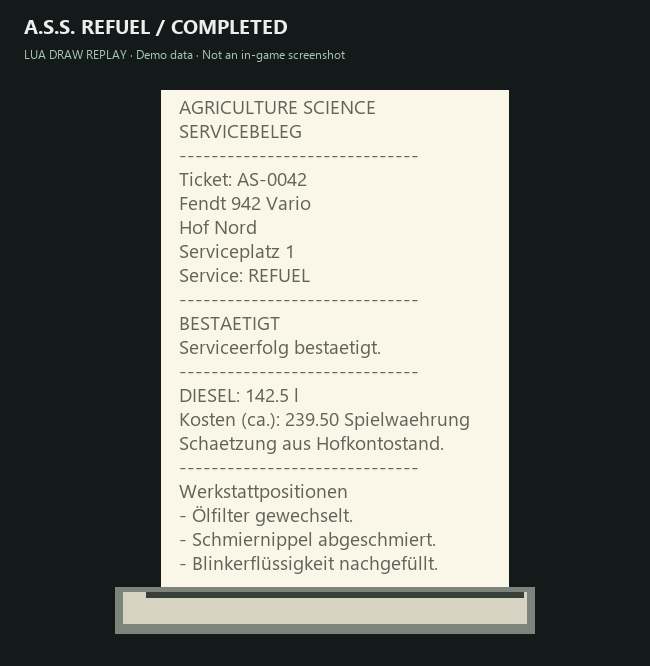 A.S.S. REFUEL / COMPLETED
LUA DRAW REPLAY · Demo data · Not an in-game screenshot
AGRICULTURE SCIENCE
SERVICEBELEG
------------------------------
Ticket: AS-0042
Fendt 942 Vario
Hof Nord
Serviceplatz 1
Service: REFUEL
------------------------------
BESTAETIGT
Serviceerfolg bestaetigt.
------------------------------
DIESEL: 142.5 l
Kosten (ca.): 239.50 Spielwaehrung
Schaetzung aus Hofkontostand.
------------------------------
Werkstattpositionen
- Ölfilter gewechselt.
- Schmiernippel abgeschmiert.
- Blinkerflüssigkeit nachgefüllt.